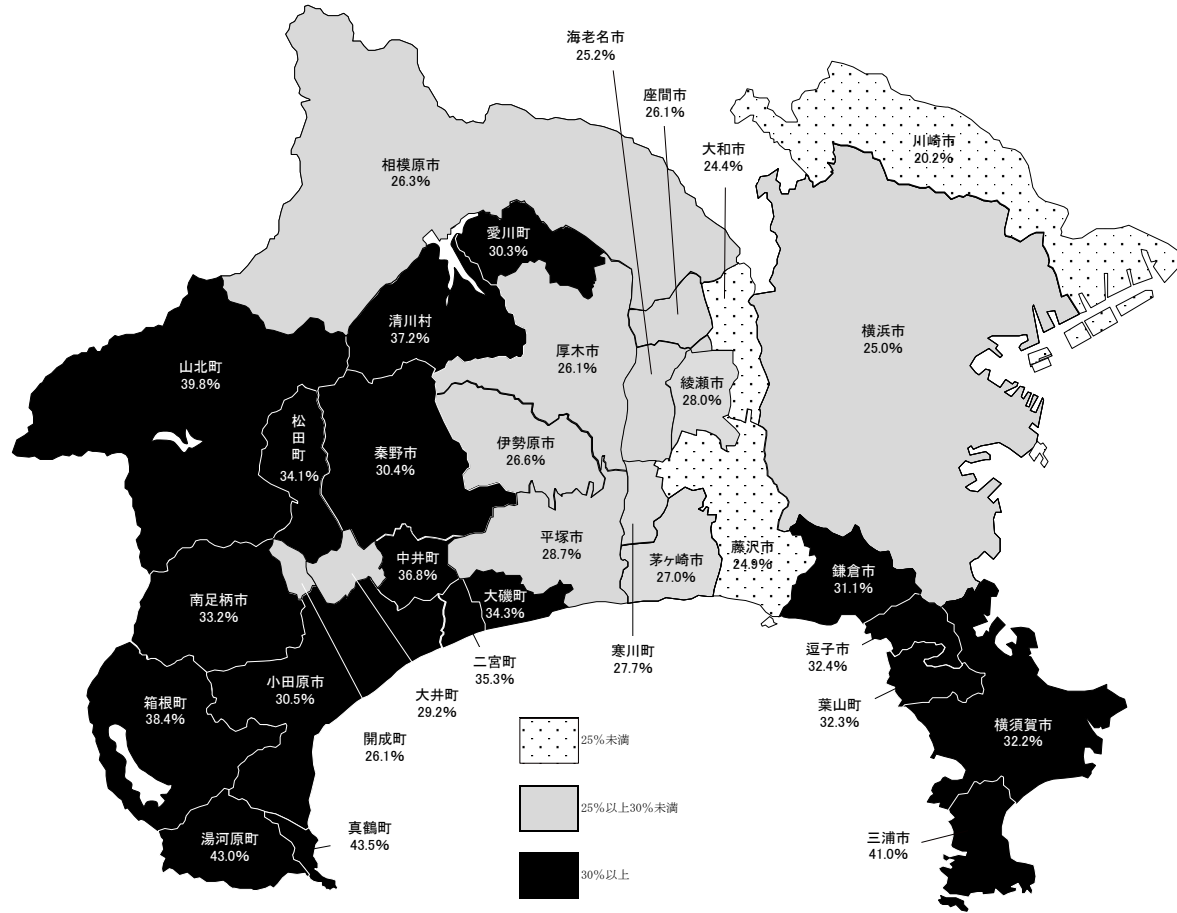 海老名市
25.2%
座間市
26.1%
大和市
24.4%
川崎市
20.2%
相模原市
26.3%
愛川町
30.3%
清川村
37.2%
厚木市
26.1%
横浜市
25.0%
山北町
39.8%
綾瀬市
28.0%
松
田
町
34.1%
秦野市
30.4%
伊勢原市
26.6%
平塚市
28.7%
中井町
36.8%
茅ヶ崎市
27.0%
藤沢市
24.9%
鎌倉市
31.1%
南足柄市
33.2%
大磯町
34.3%
寒川町
27.7%
逗子市
32.4%
二宮町
35.3%
小田原市
30.5%
大井町
29.2%
箱根町
38.4%
葉山町
32.3%
横須賀市
32.2%
開成町
26.1%
25%未満
25%以上30%未満
真鶴町
43.5%
湯河原町
43.0%
三浦市
41.0%
30%以上